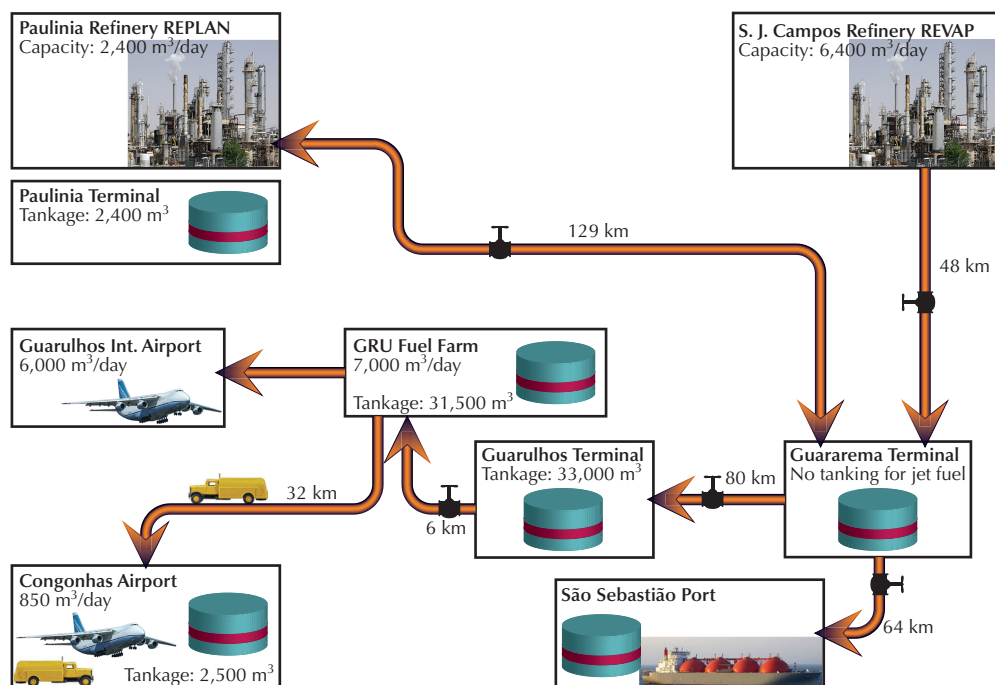 Paulinia Refinery REPLAN
Capacity: 2,400 m³/day
S. J. Campos Refinery REVAP
Capacity: 6,400 m³/day
Paulinia Terminal
Tankage: 2,400 m³
129 km
48 km
Guarulhos Int. Airport
6,000 m³/day
GRU Fuel Farm
7,000 m³/day
Tankage: 31,500 m³
Guarulhos Terminal
Tankage: 33,000 m³
80 km
Guararema Terminal
No tanking for jet fuel
32 km
6 km
Congonhas Airport
850 m³/day
Tankage: 2,500 m³
São Sebastião Port
64 km